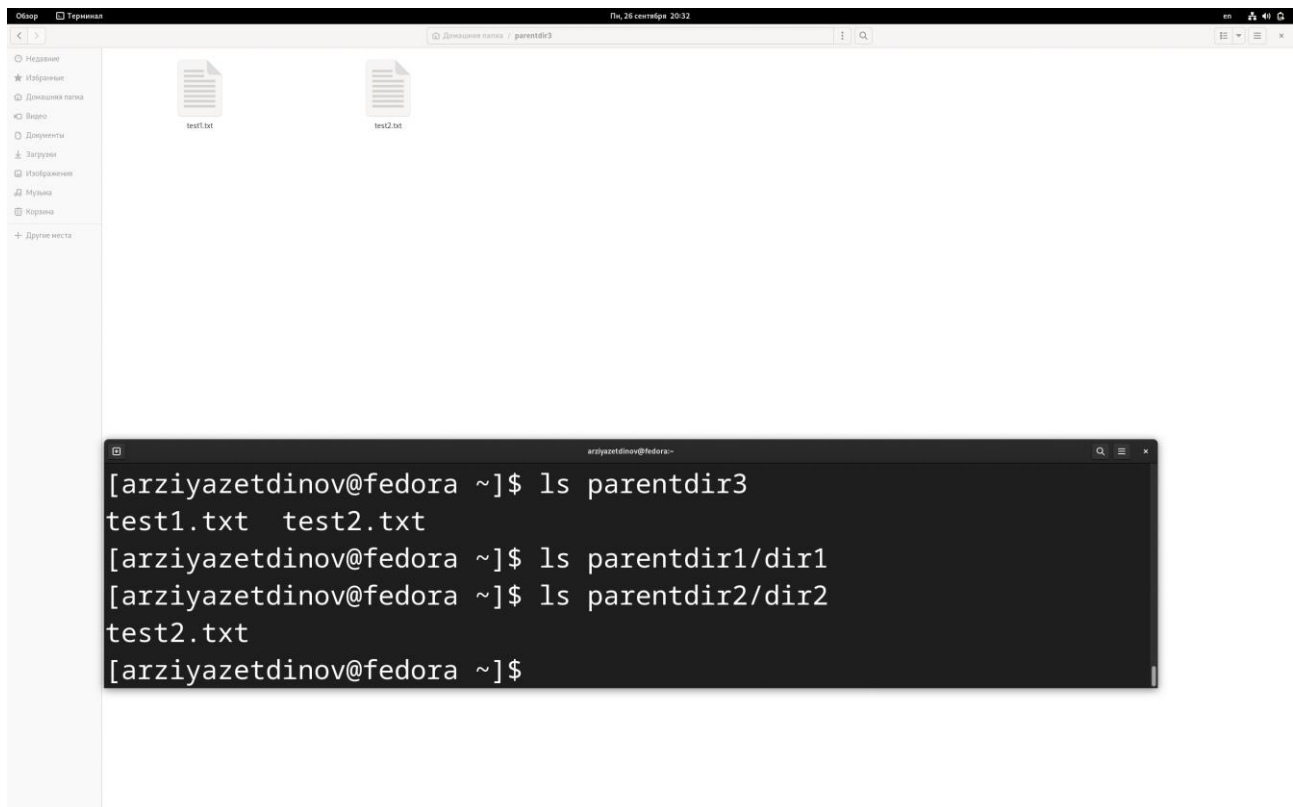 Обзор Терминал Пн, 26 сентября 20:32 en
Домашняя папка / parentdir3
Недавние
Избранные
Домашняя папка
Видео
Документы
Загрузки
Изображения
Музыка
Корзина
+ Другие места
test1.txt test2.txt
arziyazetdinov@fedora:~
[arziyazetdinov@fedora ~]$ ls parentdir3
test1.txt test2.txt
[arziyazetdinov@fedora ~]$ ls parentdir1/dir1
[arziyazetdinov@fedora ~]$ ls parentdir2/dir2
test2.txt
[arziyazetdinov@fedora ~]$